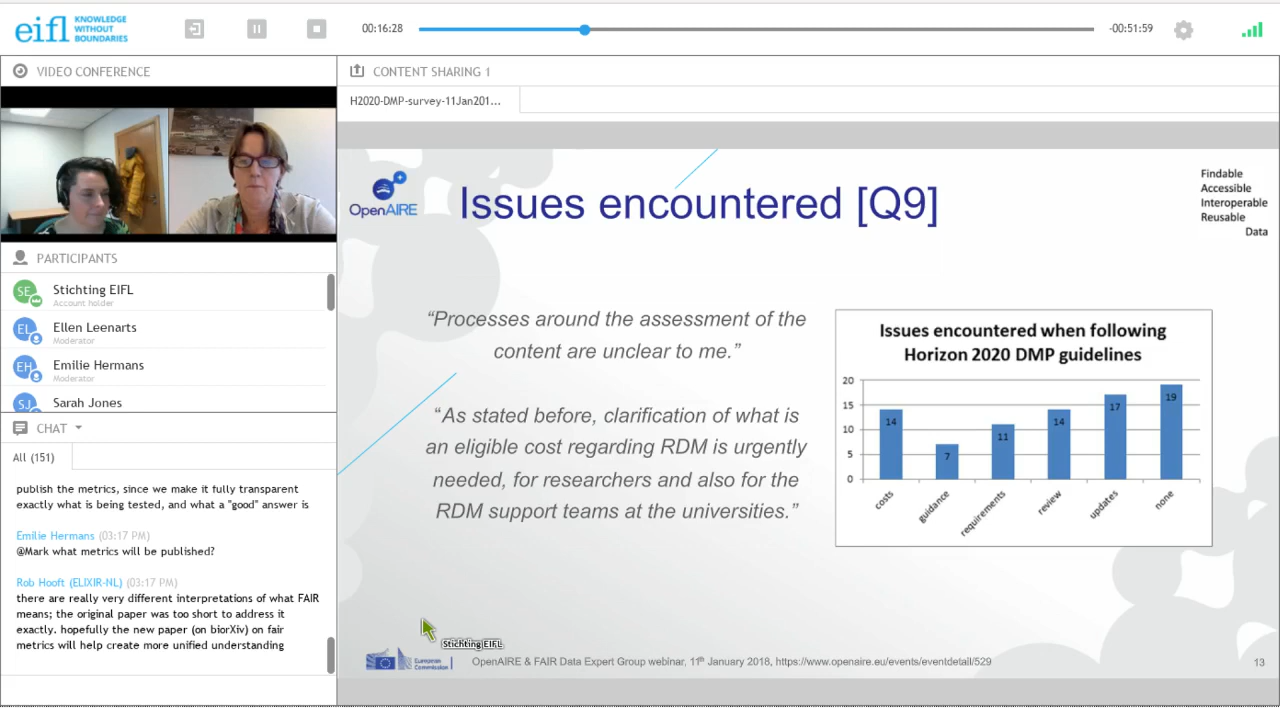 eifl KNOWLEDGE
WITHOUT
BOUNDARIES
00:16:28
-00:51:59
VIDEO CONFERENCE
PARTICIPANTS
SE Stichting EIFL
Account holder
EL Ellen Leenarts
Moderator
EH Emilie Hermans
Moderator
SJ Sarah Jones
CHAT
All (151)
publish the metrics, since we make it fully transparent
exactly what is being tested, and what a "good" answer is
Emilie Hermans (03:17 PM)
@Mark what metrics will be published?
Rob Hooft (ELIXIR-NL) (03:17 PM)
there are really very different interpretations of what FAIR
means; the original paper was too short to address it
exactly. hopefully the new paper (on biorXiv) on fair
metrics will help create more unified understanding
CONTENT SHARING 1
H2020-DMP-survey-11Jan201...
OpenAIRE
Issues encountered [Q9]
Findable
Accessible
Interoperable
Reusable
Data
“Processes around the assessment of the
content are unclear to me.”
“As stated before, clarification of what is
an eligible cost regarding RDM is urgently
needed, for researchers and also for the
RDM support teams at the universities.”
Issues encountered when following
Horizon 2020 DMP guidelines
20
15
10
5
0
14
7
11
14
17
19
costs
guidance
requirements
review
updates
none
Stichting EIFL
European
Commission
OpenAIRE & FAIR Data Expert Group webinar, 11th January 2018, https://www.openaire.eu/events/eventdetail/529
13